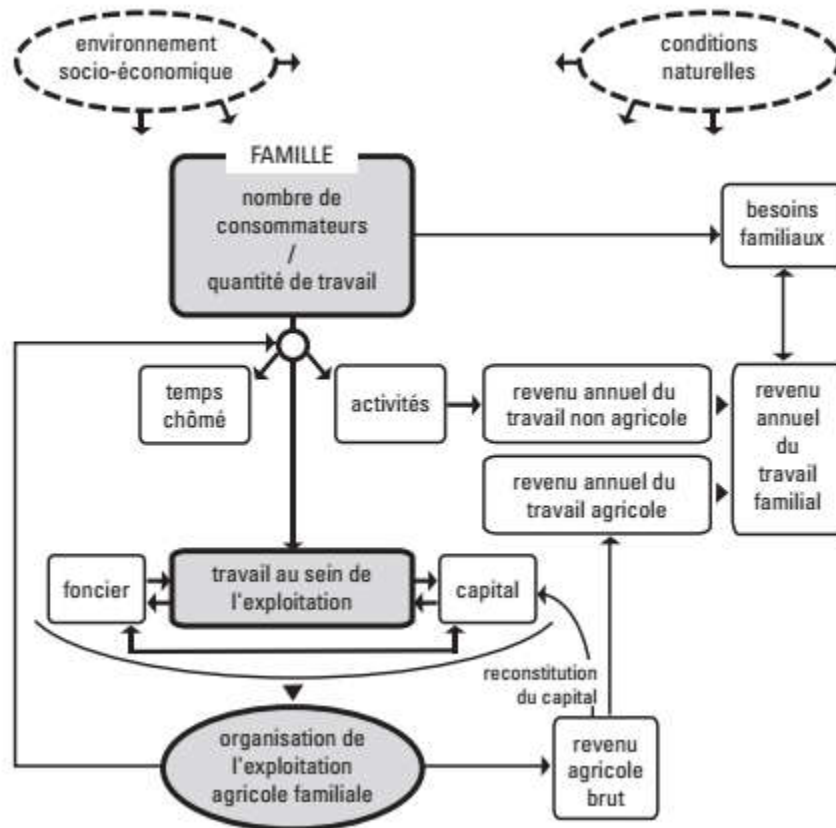 environnement
socio-économique
conditions
naturelles
FAMILLE
nombre de
consommateurs
/
quantité de travail
besoins
familiaux
temps
chômé
activités
revenu annuel du
travail non agricole
revenu
annuel
du
travail
familial
revenu annuel du
travail agricole
foncier
travail au sein de
l'exploitation
capital
reconstitution
du capital
organisation de
l'exploitation
agricole familiale
revenu
agricole
brut